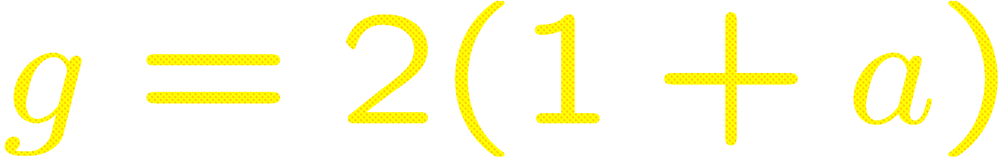 g = 2(1 + a)